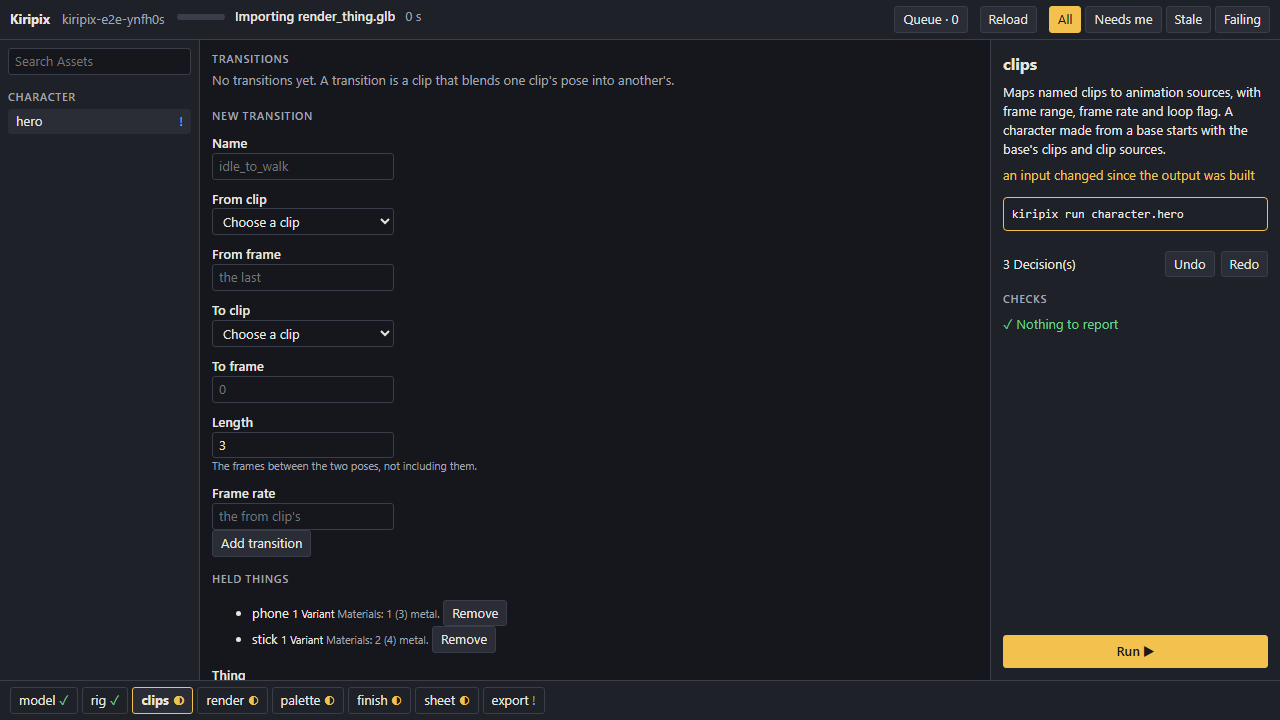 Kiripix kiripix-e2e-ynfh0s Importing render_thing.glb 0 s Queue · 0 Reload All Needs me Stale Failing
Search Assets
CHARACTER
hero !
TRANSITIONS
No transitions yet. A transition is a clip that blends one clip's pose into another's.
NEW TRANSITION
Name
idle_to_walk
From clip
Choose a clip
From frame
the last
To clip
Choose a clip
To frame
0
Length
3
The frames between the two poses, not including them.
Frame rate
the from clip's
Add transition
HELD THINGS
phone 1 Variant Materials: 1 (3) metal. Remove
stick 1 Variant Materials: 2 (4) metal. Remove
Thing
clips
Maps named clips to animation sources, with
frame range, frame rate and loop flag. A
character made from a base starts with the
base's clips and clip sources.
an input changed since the output was built
kiripix run character.hero
3 Decision(s) Undo Redo
CHECKS
✓ Nothing to report
Run ▶
model ✓ rig ✓ clips ◐ render ◐ palette ◐ finish ◐ sheet ◐ export !